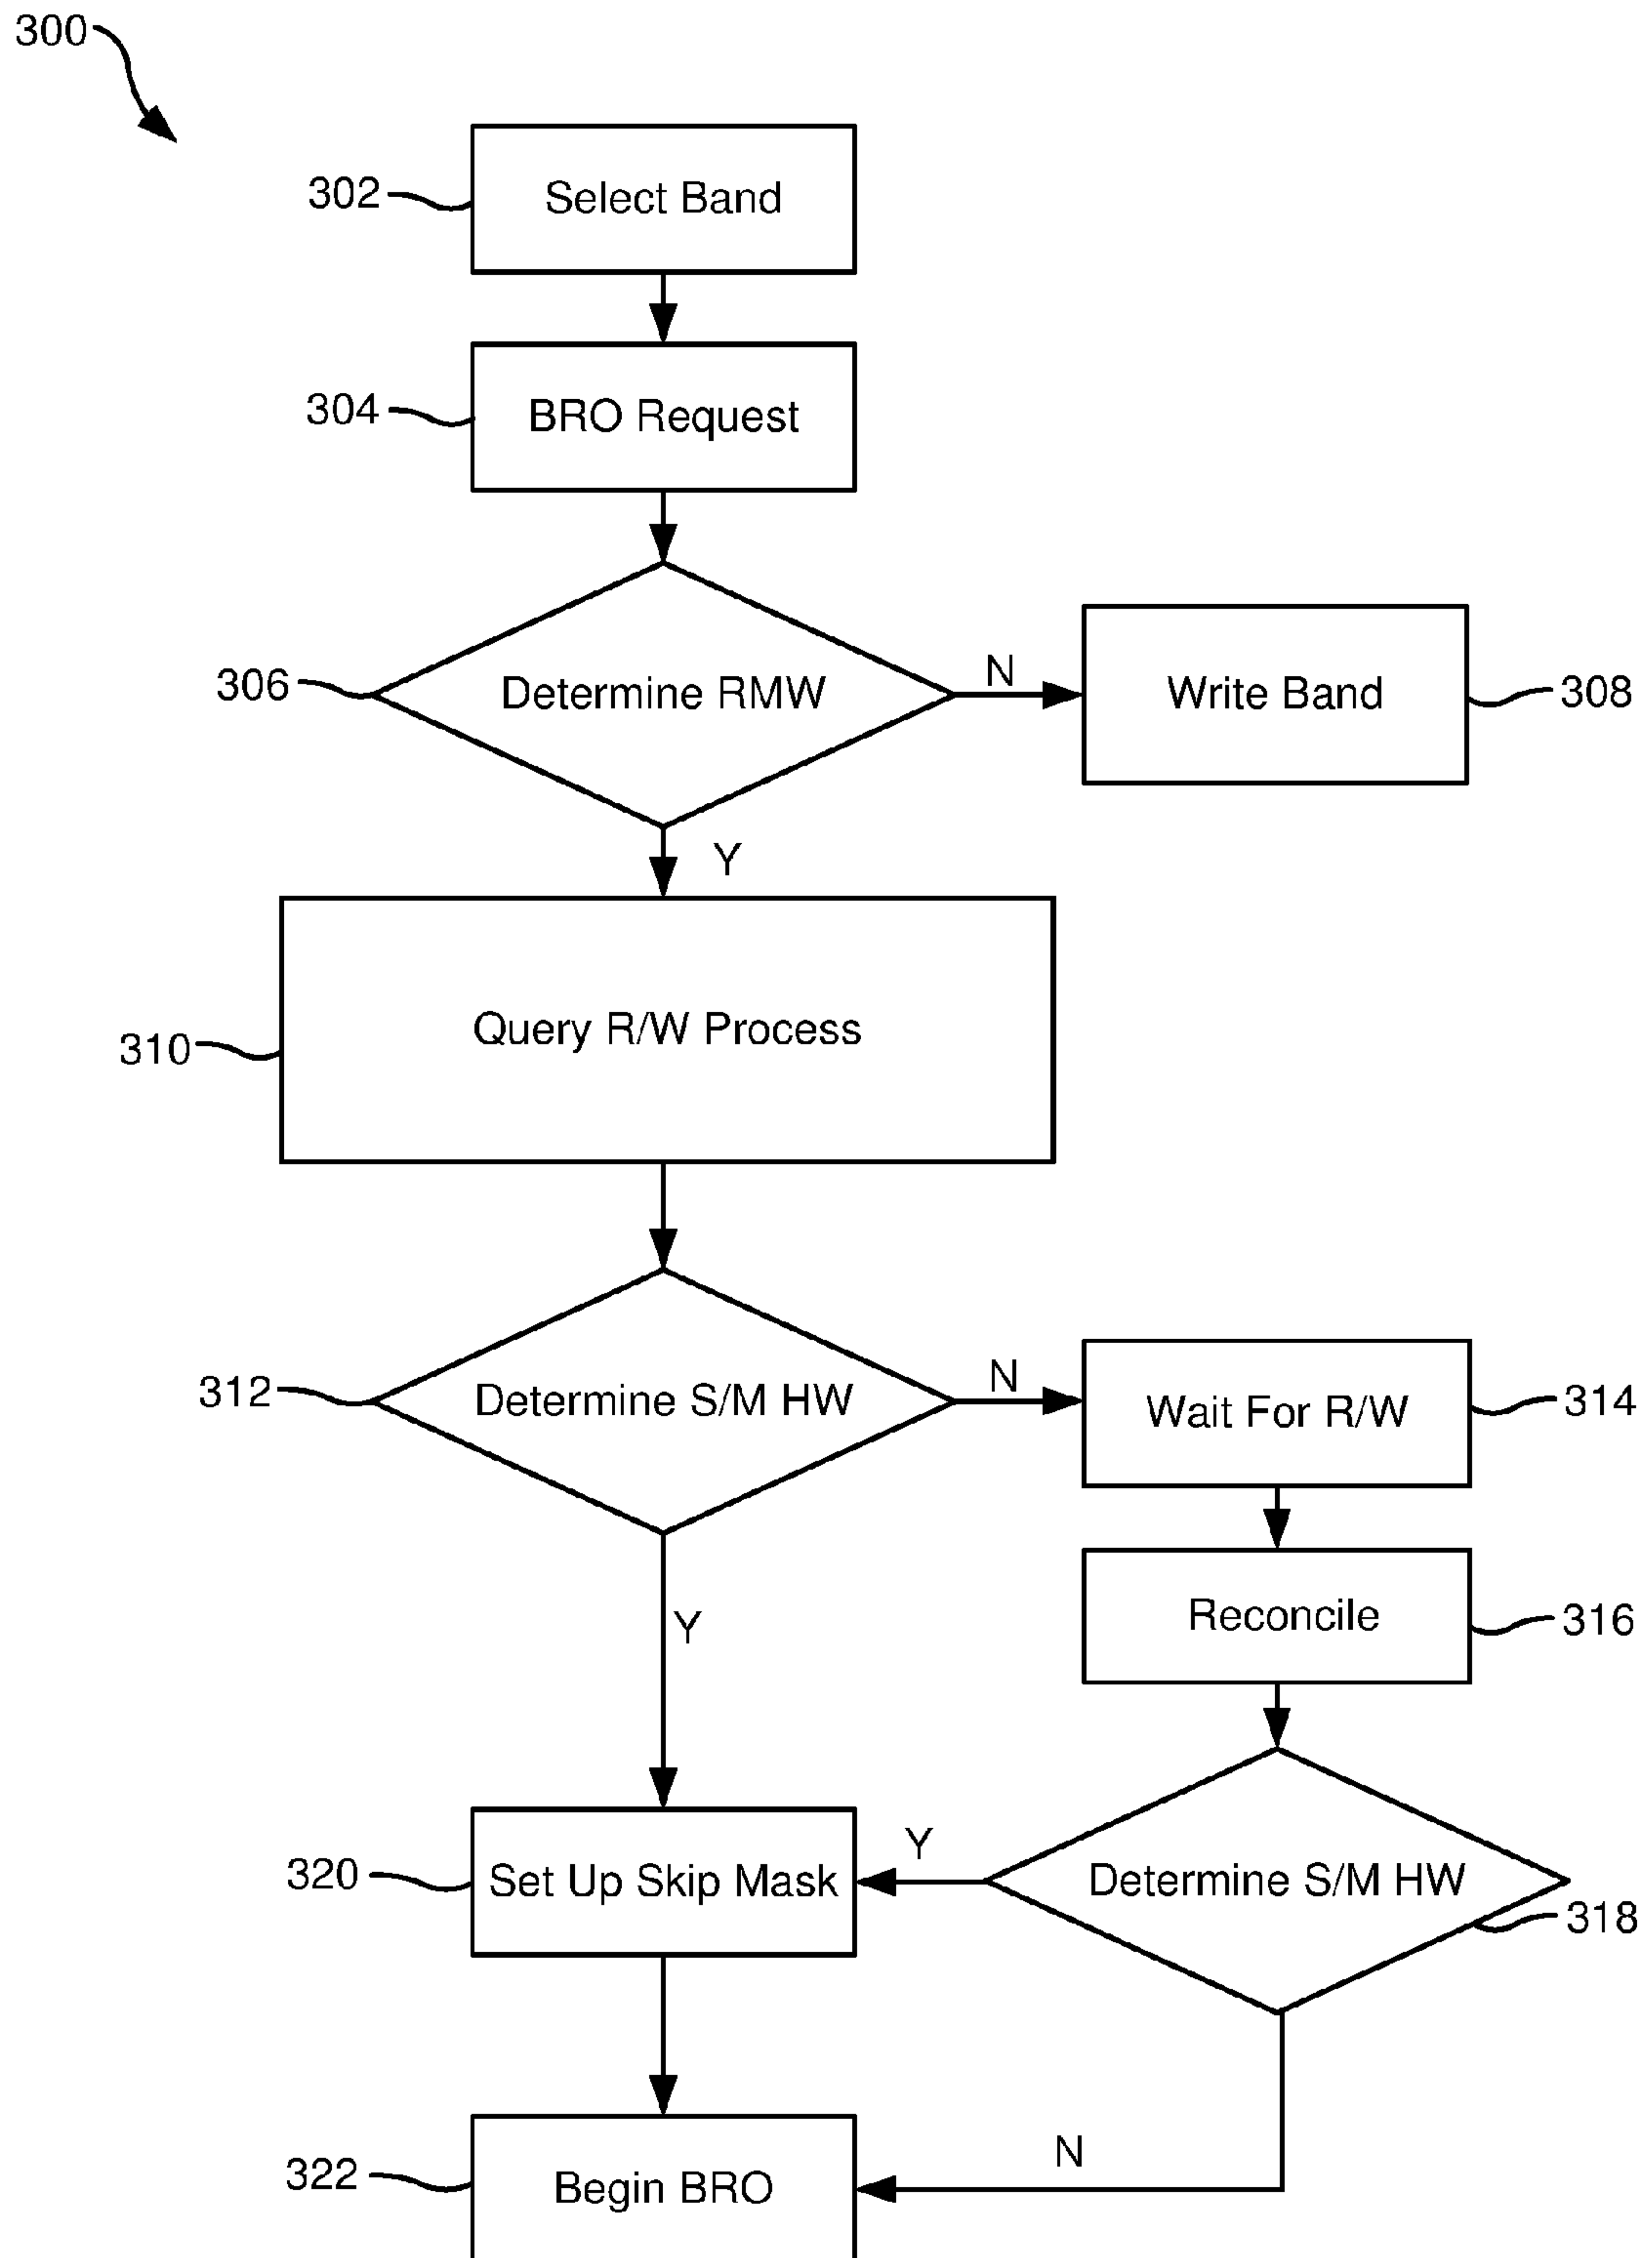 300
302
Select Band
304
BRO Request
306
Determine RMW
N
Write Band
308
Y
310
Query R/W Process
312
Determine S/M HW
N
Wait For R/W
314
Reconcile
316
Y
320
Set Up Skip Mask
Y
Determine S/M HW
318
322
Begin BRO
N